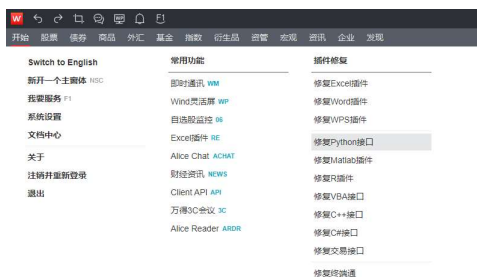 W F1
开始 股票 债券 商品 外汇 基金 指数 衍生品 资管 宏观 资讯 企业 发现
Switch to English
新开一个主窗体 NSC
我要服务 F1
系统设置
文档中心
关于
注销并重新登录
退出
常用功能
即时通讯 WM
Wind灵活屏 WP
自选股监控 06
Excel插件 RE
Alice Chat ACHAT
财经资讯 NEWS
Client API API
万得3C会议 3C
Alice Reader ARDR
插件修复
修复Excel插件
修复Word插件
修复WPS插件
修复Python接口
修复Matlab插件
修复R插件
修复VBA接口
修复C++接口
修复C#接口
修复交易接口
修复终端通